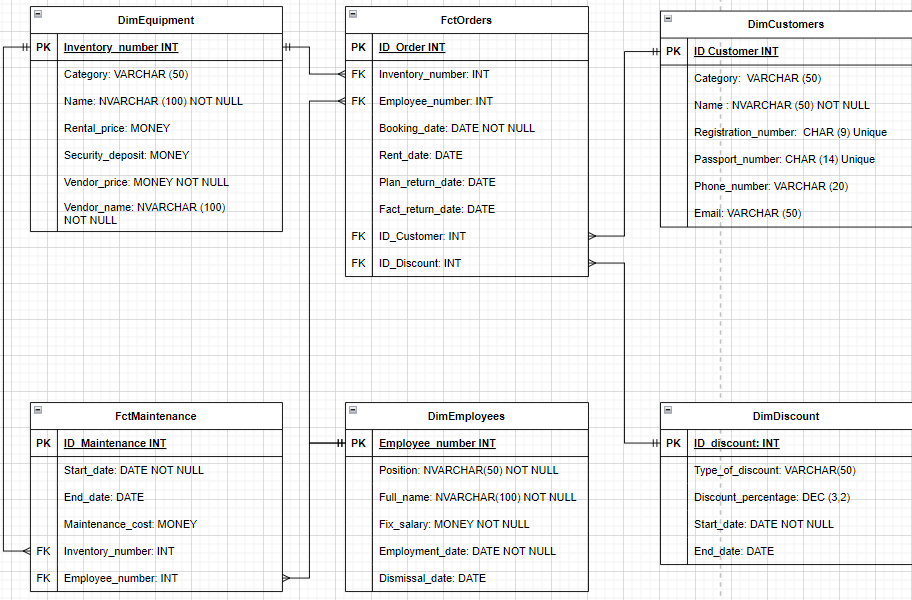 DimEquipment
PK Inventory_number INT
Category: VARCHAR (50)
Name: NVARCHAR (100) NOT NULL
Rental_price: MONEY
Security_deposit: MONEY
Vendor_price: MONEY NOT NULL
Vendor_name: NVARCHAR (100)
NOT NULL
FctOrders
PK ID_Order INT
FK Inventory_number: INT
FK Employee_number: INT
Booking_date: DATE NOT NULL
Rent_date: DATE
Plan_return_date: DATE
Fact_return_date: DATE
FK ID_Customer: INT
FK ID_Discount: INT
DimCustomers
PK ID Customer INT
Category: VARCHAR (50)
Name : NVARCHAR (50) NOT NULL
Registration_number: CHAR (9) Unique
Passport_number: CHAR (14) Unique
Phone_number: VARCHAR (20)
Email: VARCHAR (50)
FctMaintenance
PK ID_Maintenance INT
Start_date: DATE NOT NULL
End_date: DATE
Maintenance_cost: MONEY
FK Inventory_number: INT
FK Employee_number: INT
DimEmployees
PK Employee_number INT
Position: NVARCHAR(50) NOT NULL
Full_name: NVARCHAR(100) NOT NULL
Fix_salary: MONEY NOT NULL
Employment_date: DATE NOT NULL
Dismissal_date: DATE
DimDiscount
PK ID_discount: INT
Type_of_discount: VARCHAR(50)
Discount_percentage: DEC (3,2)
Start_date: DATE NOT NULL
End_date: DATE